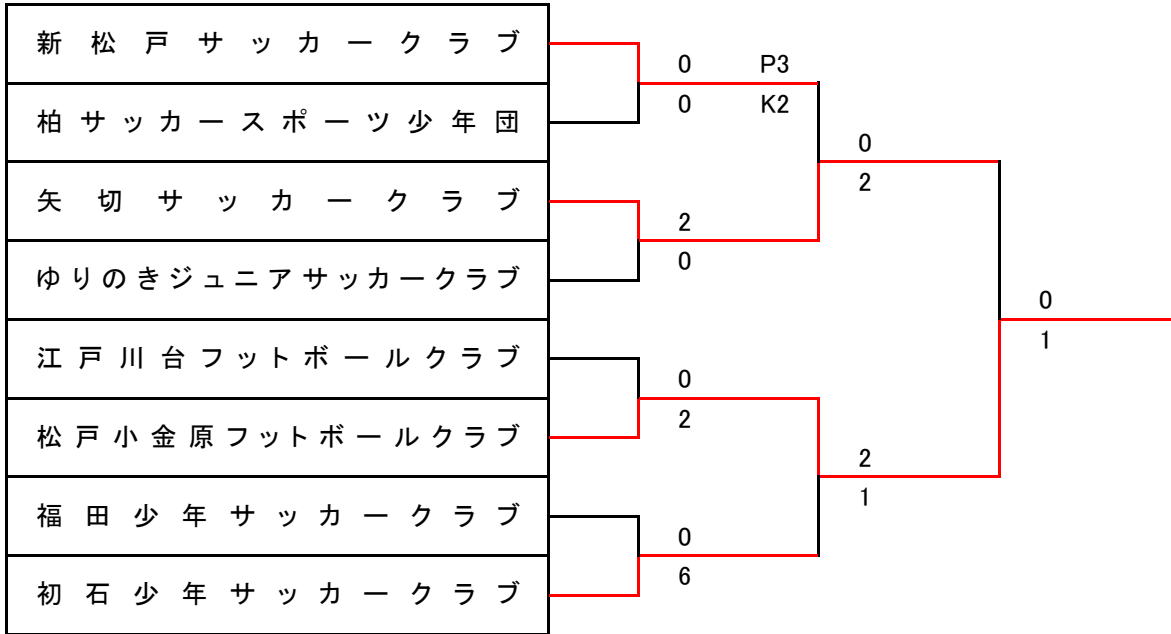 新松戸サッカークラブ
0 P3
柏サッカースポーツ少年団
0 K2
0
2
矢切サッカークラブ
2
0
ゆりのきジュニアサッカークラブ
0
1
江戸川台フットボールクラブ
0
2
松戸小金原フットボールクラブ
2
1
福田少年サッカークラブ
0
6
初石少年サッカークラブ